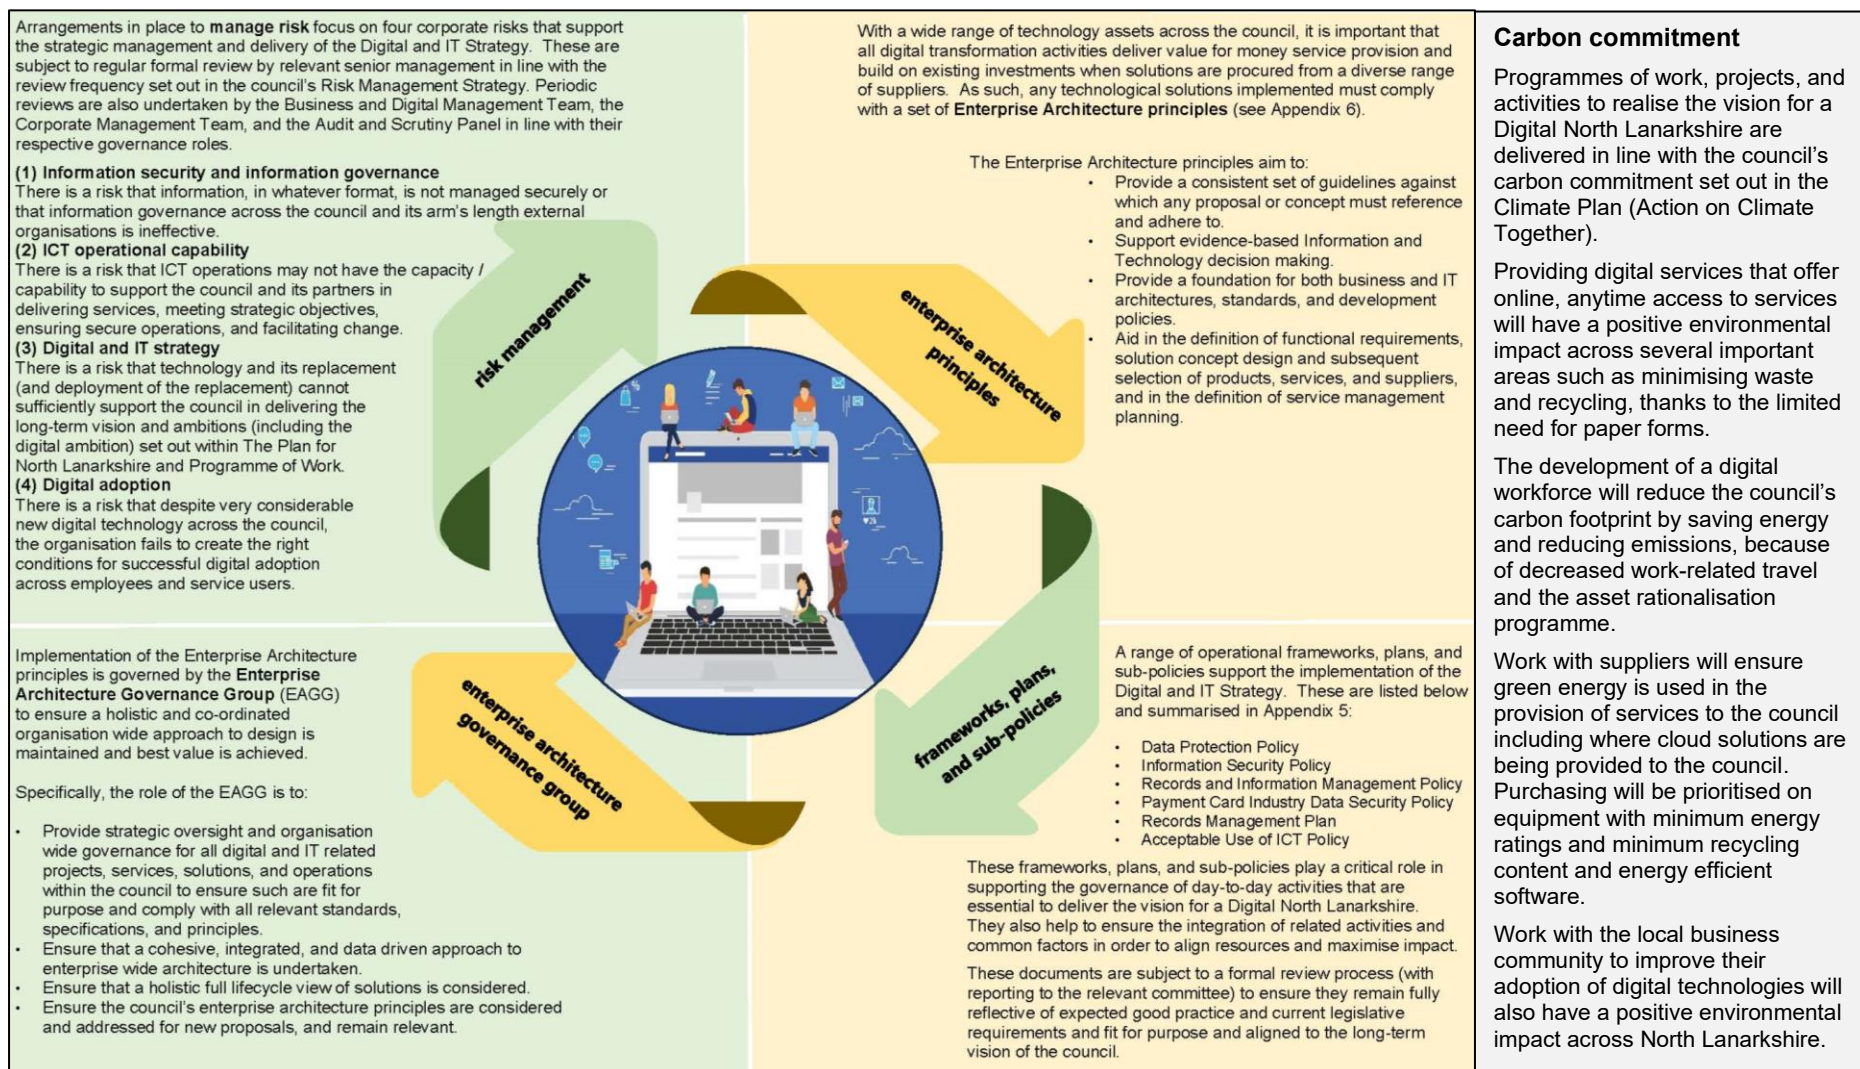 Arrangements in place to manage risk focus on four corporate risks that support
the strategic management and delivery of the Digital and IT Strategy. These are
subject to regular formal review by relevant senior management in line with the
review frequency set out in the council's Risk Management Strategy. Periodic
reviews are also undertaken by the Business and Digital Management Team, the
Corporate Management Team, and the Audit and Scrutiny Panel in line with their
respective governance roles.
(1) Information security and information governance
There is a risk that information, in whatever format, is not managed securely or
that information governance across the council and its arm's length external
organisations is ineffective.
(2) ICT operational capability
There is a risk that ICT operations may not have the capacity /
capability to support the council and its partners in
delivering services, meeting strategic objectives,
ensuring secure operations, and facilitating change.
(3) Digital and IT strategy
There is a risk that technology and its replacement
(and deployment of the replacement) cannot
sufficiently support the council in delivering the
long-term vision and ambitions (including the
digital ambition) set out within The Plan for
North Lanarkshire and Programme of Work.
(4) Digital adoption
There is a risk that despite very considerable
new digital technology across the council,
the organisation fails to create the right
conditions for successful digital adoption
across employees and service users.
risk management
With a wide range of technology assets across the council, it is important that
all digital transformation activities deliver value for money service provision and
build on existing investments when solutions are procured from a diverse range
of suppliers. As such, any technological solutions implemented must comply
with a set of Enterprise Architecture principles (see Appendix 6).
The Enterprise Architecture principles aim to:
• Provide a consistent set of guidelines against
which any proposal or concept must reference
and adhere to.
• Support evidence-based Information and
Technology decision making.
• Provide a foundation for both business and IT
architectures, standards, and development
policies.
• Aid in the definition of functional requirements,
solution concept design and subsequent
selection of products, services, and suppliers,
and in the definition of service management
planning.
enterprise architecture
principles
Implementation of the Enterprise Architecture
principles is governed by the Enterprise
Architecture Governance Group (EAGG)
to ensure a holistic and co-ordinated
organisation wide approach to design is
maintained and best value is achieved.
Specifically, the role of the EAGG is to:
• Provide strategic oversight and organisation
wide governance for all digital and IT related
projects, services, solutions, and operations
within the council to ensure such are fit for
purpose and comply with all relevant standards,
specifications, and principles.
• Ensure that a cohesive, integrated, and data driven approach to
enterprise wide architecture is undertaken.
• Ensure that a holistic full lifecycle view of solutions is considered.
• Ensure the council's enterprise architecture principles are considered
and addressed for new proposals, and remain relevant.
enterprise architecture
governance group
A range of operational frameworks, plans, and
sub-policies support the implementation of the
Digital and IT Strategy. These are listed below
and summarised in Appendix 5:
• Data Protection Policy
• Information Security Policy
• Records and Information Management Policy
• Payment Card Industry Data Security Policy
• Records Management Plan
• Acceptable Use of ICT Policy
These frameworks, plans, and sub-policies play a critical role in
supporting the governance of day-to-day activities that are
essential to deliver the vision for a Digital North Lanarkshire.
They also help to ensure the integration of related activities and
common factors in order to align resources and maximise impact.
These documents are subject to a formal review process (with
reporting to the relevant committee) to ensure they remain fully
reflective of expected good practice and current legislative
requirements and fit for purpose and aligned to the long-term
vision of the council.
frameworks, plans,
and sub-policies
Carbon commitment
Programmes of work, projects, and
activities to realise the vision for a
Digital North Lanarkshire are
delivered in line with the council's
carbon commitment set out in the
Climate Plan (Action on Climate
Together).
Providing digital services that offer
online, anytime access to services
will have a positive environmental
impact across several important
areas such as minimising waste
and recycling, thanks to the limited
need for paper forms.
The development of a digital
workforce will reduce the council's
carbon footprint by saving energy
and reducing emissions, because
of decreased work-related travel
and the asset rationalisation
programme.
Work with suppliers will ensure
green energy is used in the
provision of services to the council
including where cloud solutions are
being provided to the council.
Purchasing will be prioritised on
equipment with minimum energy
ratings and minimum recycling
content and energy efficient
software.
Work with the local business
community to improve their
adoption of digital technologies will
also have a positive environmental
impact across North Lanarkshire.